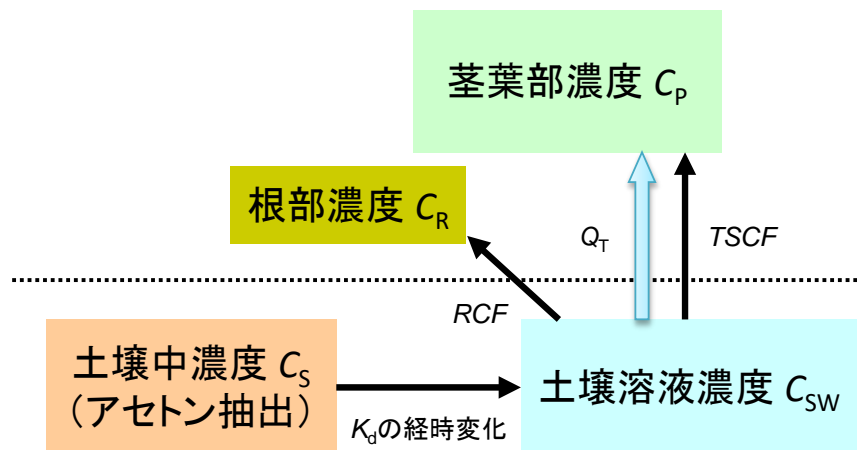 茎葉部濃度 CP
根部濃度 CR
QT
TSCF
RCF
土壌中濃度 CS
（アセトン抽出）
土壌溶液濃度 CSW
Kdの経時変化